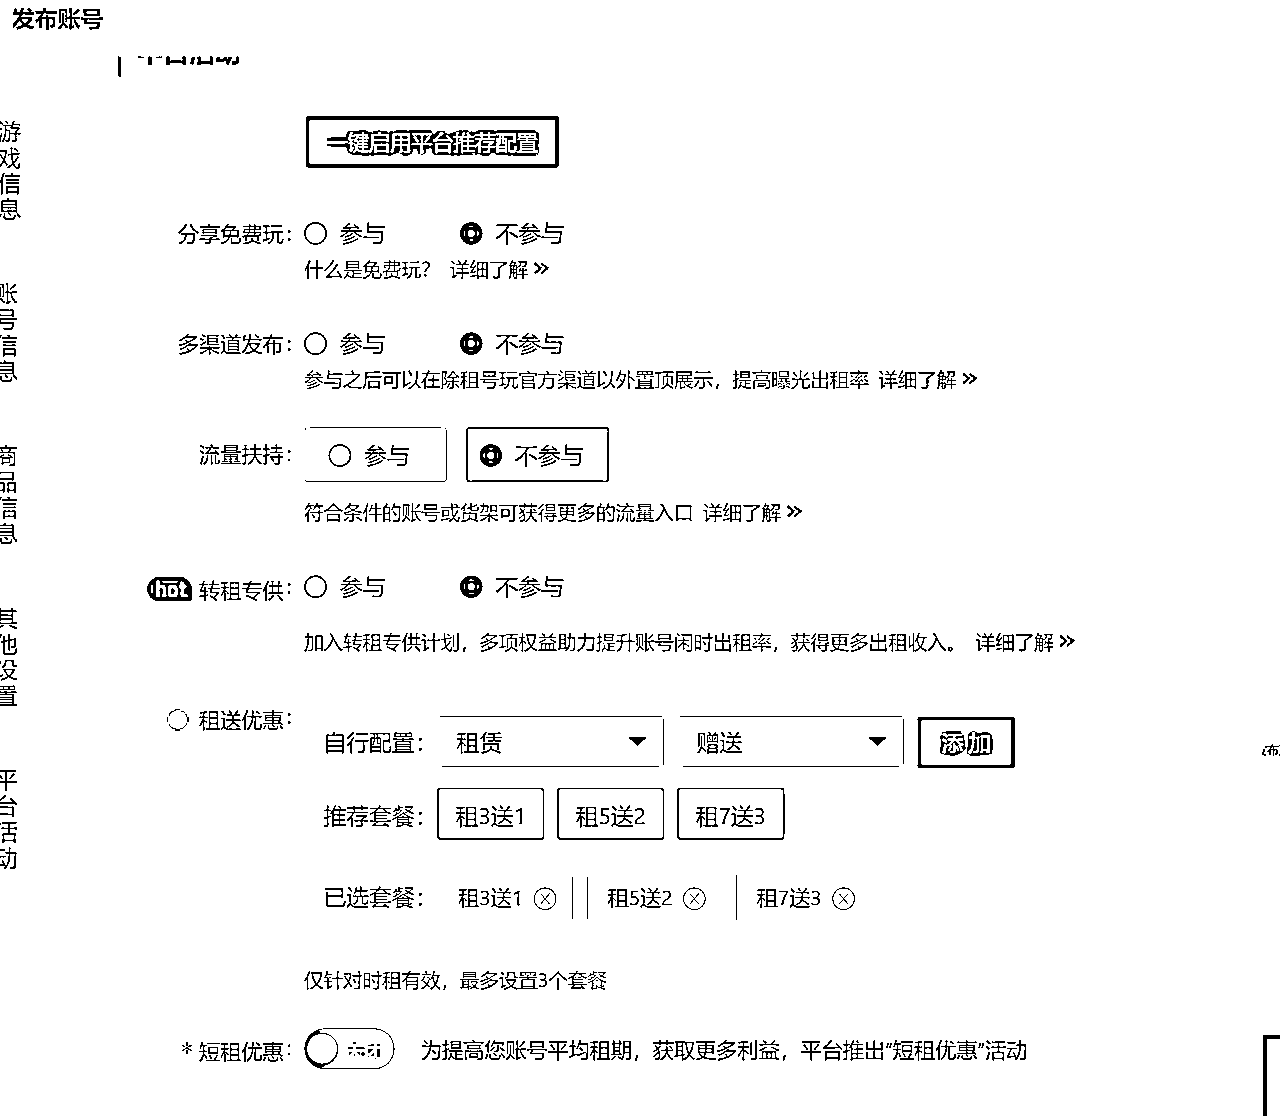 发布账号
平台活动
游戏信息
账号信息
商品信息
其他设置
平台活动
一键启用平台推荐配置
分享免费玩： 参与 不参与
什么是免费玩？ 详细了解 »
多渠道发布： 参与 不参与
参与之后可以在除租号玩官方渠道以外置顶展示，提高曝光出租率 详细了解 »
流量扶持： 参与 不参与
符合条件的账号或货架可获得更多的流量入口 详细了解 »
hot 转租专供： 参与 不参与
加入转租专供计划，多项权益助力提升账号闲时出租率，获得更多出租收入。 详细了解 »
租送优惠：
自行配置： 租赁 赠送 添加
推荐套餐： 租3送1 租5送2 租7送3
已选套餐： 租3送1 租5送2 租7送3
仅针对时租有效，最多设置3个套餐
* 短租优惠： 为提高您账号平均租期，获取更多利益，平台推出“短租优惠”活动